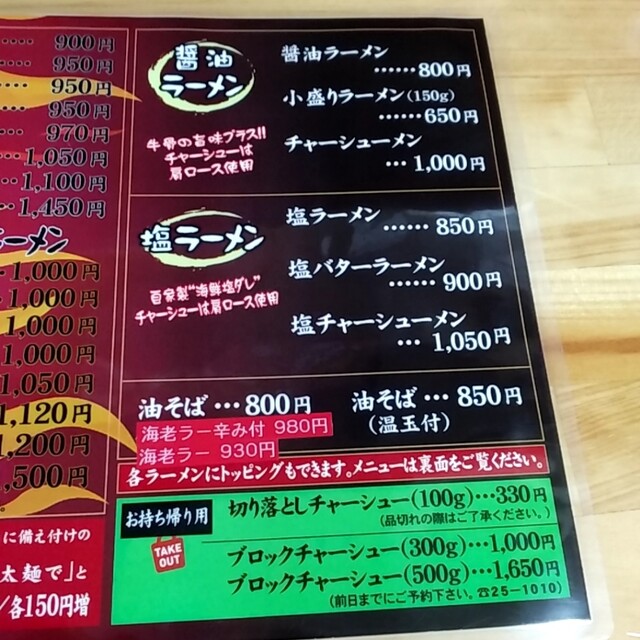 …… 900円
950円
950円
950円
970円
1,050円
1,100円
1,450円
ーメン
1,000円
1,000円
1,000円
1,000円
1,050円
1,120円
1,200円
,500円
に備え付けの
太麺で」と
/各150円増
醤油
ラーメン
牛骨の旨味プラス!!
チャーシューは
肩ロース使用
醤油ラーメン
……800円
小盛りラーメン(150g)
……650円
チャーシューメン
… 1,000円
塩ラーメン
自家製"海鮮塩ダレ"
チャーシューは肩ロース使用
塩ラーメン
…… 850円
塩バターラーメン
…… 900円
塩チャーシューメン
… 1,050円
油そば … 800円
海老ラー辛み付 980円
海老ラー 930円
油そば … 850円
(温玉付)
各ラーメンにトッピングもできます。メニューは裏面をご覧ください。
お持ち帰り用
TAKE
OUT
切り落としチャーシュー(100g)…330円
(品切れの際はご了承ください。)
ブロックチャーシュー(300g)…1,000円
ブロックチャーシュー(500g)…1,650円
(前日までにご予約下さい。☎25-1010)